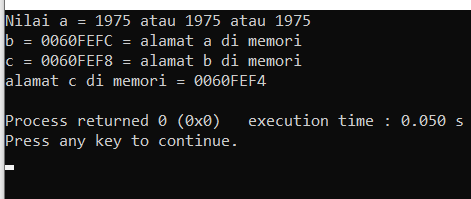 Nilai a = 1975 atau 1975 atau 1975
b = 0060FEFC = alamat a di memori
c = 0060FEF8 = alamat b di memori
alamat c di memori = 0060FEF4
Process returned 0 (0x0)   execution time : 0.050 s
Press any key to continue.